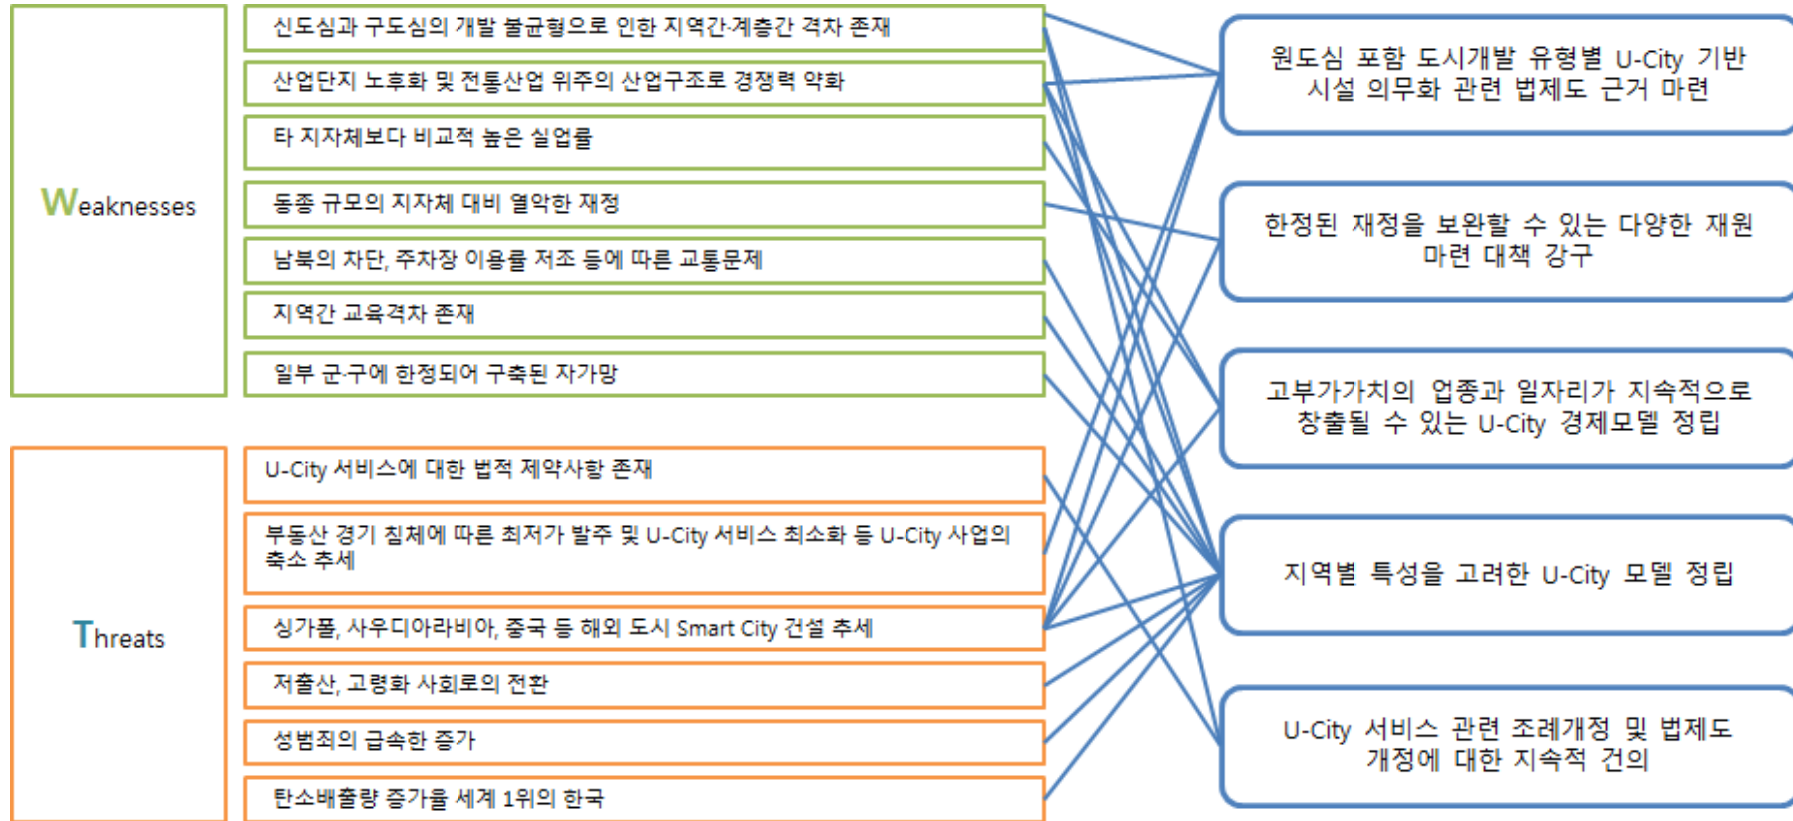 Weaknesses
신도심과 구도심의 개발 불균형으로 인한 지역간·계층간 격차 존재
산업단지 노후화 및 전통산업 위주의 산업구조로 경쟁력 약화
타 지자체보다 비교적 높은 실업률
동종 규모의 지자체 대비 열악한 재정
남북의 차단, 주차장 이용률 저조 등에 따른 교통문제
지역간 교육격차 존재
일부 군·구에 한정되어 구축된 자가망
Threats
U-City 서비스에 대한 법적 제약사항 존재
부동산 경기 침체에 따른 최저가 발주 및 U-City 서비스 최소화 등 U-City 사업의
축소 추세
싱가폴, 사우디아라비아, 중국 등 해외 도시 Smart City 건설 추세
저출산, 고령화 사회로의 전환
성범죄의 급속한 증가
탄소배출량 증가율 세계 1위의 한국
원도심 포함 도시개발 유형별 U-City 기반
시설 의무화 관련 법제도 근거 마련
한정된 재정을 보완할 수 있는 다양한 재원
마련 대책 강구
고부가가치의 업종과 일자리가 지속적으로
창출될 수 있는 U-City 경제모델 정립
지역별 특성을 고려한 U-City 모델 정립
U-City 서비스 관련 조례개정 및 법제도
개정에 대한 지속적 건의